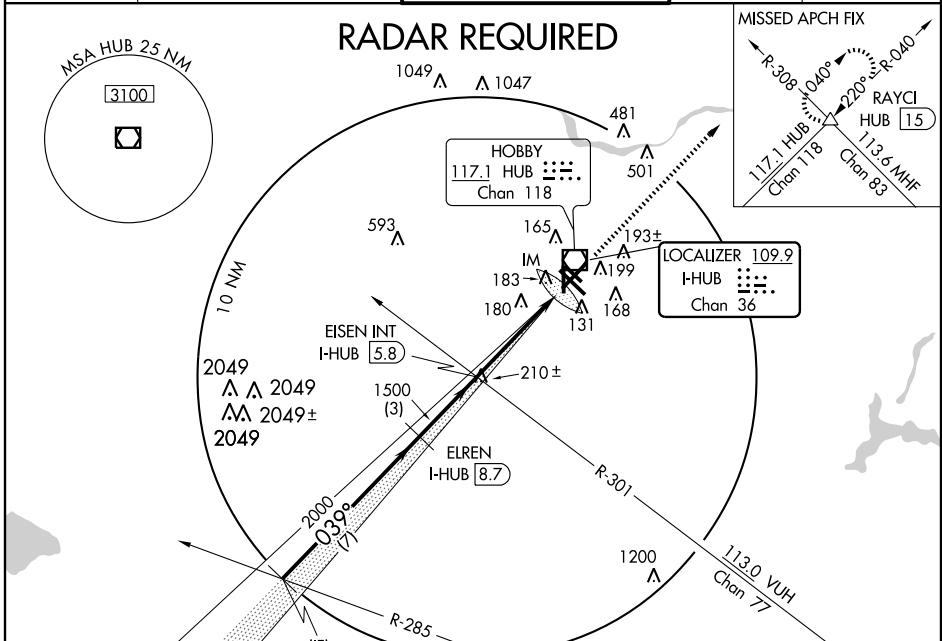 RADAR REQUIRED
MSA HUB 25 NM
3100
MISSED APCH FIX
R-308
040°
R-040
220°
RAYCI
HUB 15
117.1 HUB
Chan 118
113.6 MHF
Chan 83
1049
1047
481
501
HOBBY
117.1 HUB
Chan 118
593
165
193±
LOCALIZER 109.9
I-HUB
Chan 36
IM
183
199
180
131
168
10 NM
EISEN INT
I-HUB 5.8
210±
2049
2049
2049±
2049
1500
(3)
ELREN
I-HUB 8.7
R-301
2000
039°
(7)
1200
113.0 VUH
Chan 77
R-285